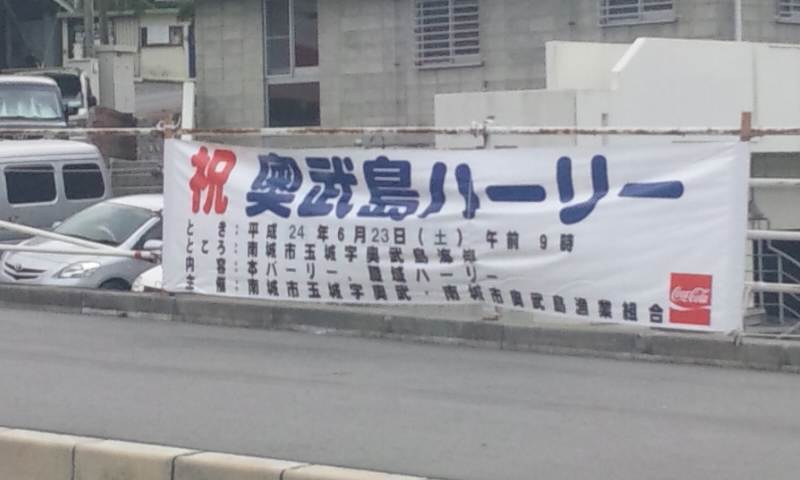 祝 奥武島ハーリー
とき：平成24年6月23日（土）午前9時
ところ：南城市玉城字奥武島海岸
内容：本バーリー、職域ハーリー
主催：南城市玉城字奥武・南城市奥武島漁業組合
Coca-Cola